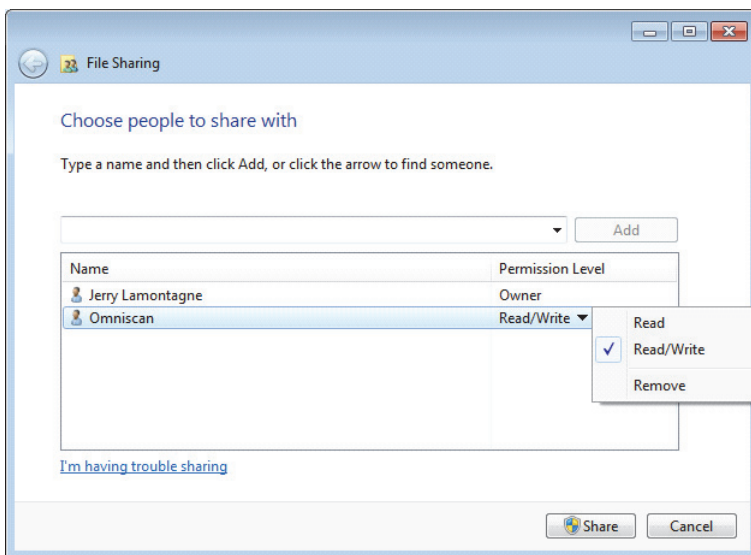 File Sharing
Choose people to share with
Type a name and then click Add, or click the arrow to find someone.
Add
Name Permission Level
Jerry Lamontagne Owner
Omniscan Read/Write
Read
Read/Write
Remove
I'm having trouble sharing
Share Cancel